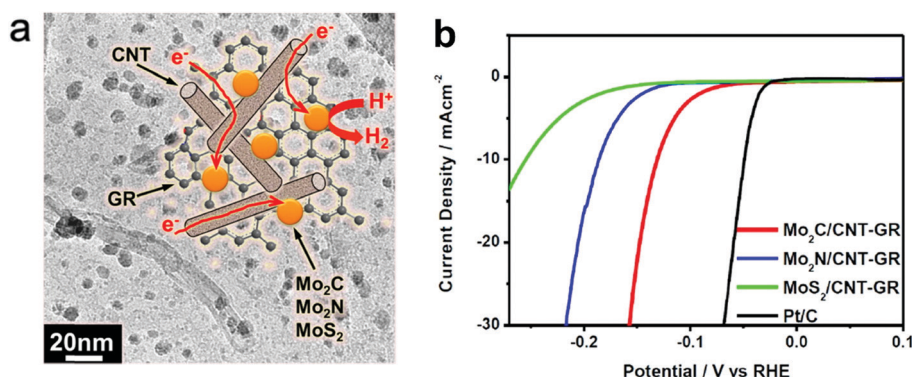 a
CNT
e-
e-
H+
H2
GR
e-
Mo2C
Mo2N
MoS2
20nm
b
Current Density / mAcm-2
0
-10
-20
-30
Mo2C/CNT-GR
Mo2N/CNT-GR
MoS2/CNT-GR
Pt/C
-0.2
-0.1
0.0
0.1
Potential / V vs RHE